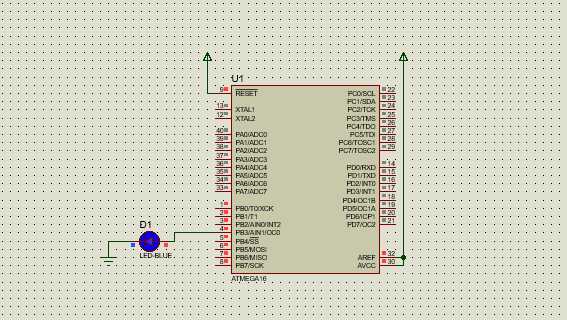 U1
9 RESET
13 XTAL1
12 XTAL2
40 PA0/ADC0
39 PA1/ADC1
38 PA2/ADC2
37 PA3/ADC3
36 PA4/ADC4
35 PA5/ADC5
34 PA6/ADC6
33 PA7/ADC7
1 PB0/T0/XCK
2 PB1/T1
3 PB2/AIN0/INT2
4 PB3/AIN1/OC0
5 PB4/SS
6 PB5/MOSI
7 PB6/MISO
8 PB7/SCK
PC0/SCL 22
PC1/SDA 23
PC2/TCK 24
PC3/TMS 25
PC4/TDO 26
PC5/TDI 27
PC6/TOSC1 28
PC7/TOSC2 29
PD0/RXD 14
PD1/TXD 15
PD2/INT0 16
PD3/INT1 17
PD4/OC1B 18
PD5/OC1A 19
PD6/ICP1 20
PD7/OC2 21
AREF 32
AVCC 30
ATMEGA16
D1
LED-BLUE